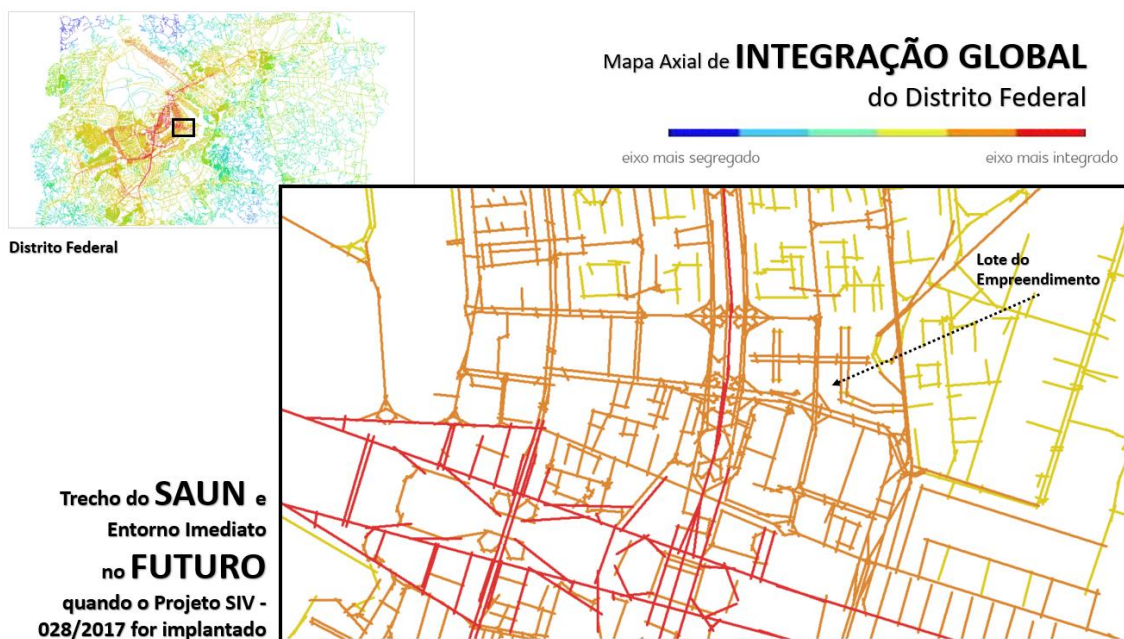 Mapa Axial de INTEGRAÇÃO GLOBAL
do Distrito Federal
eixo mais segregado
eixo mais integrado
Distrito Federal
Lote do
Empreendimento
Trecho do SAUN e
Entorno Imediato
no FUTURO
quando o Projeto SIV -
028/2017 for implantado